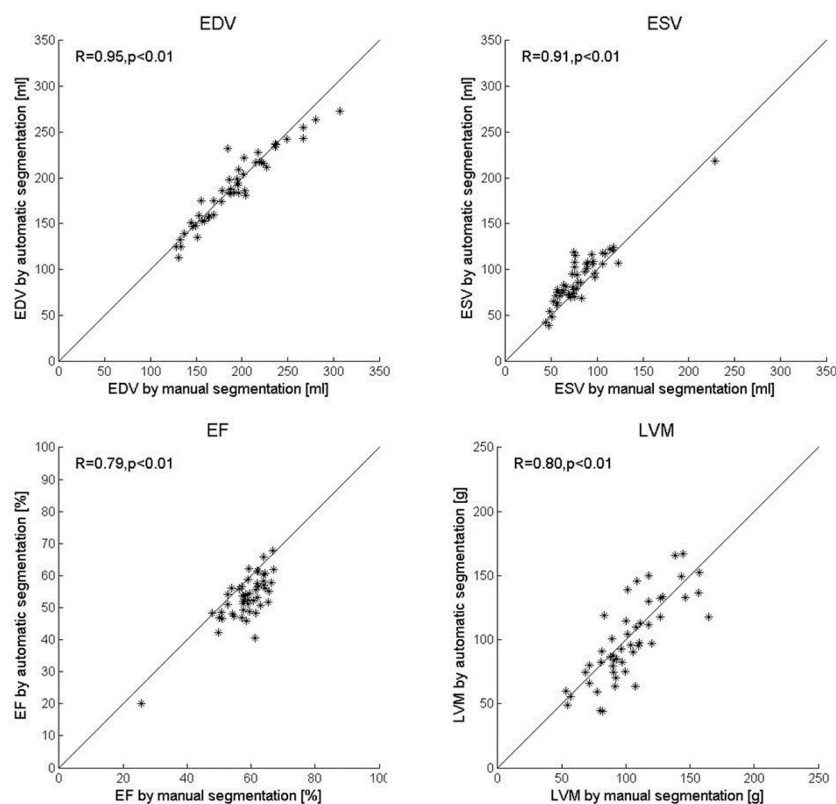 EDV
R=0.95,p<0.01
EDV by automatic segmentation [ml]
350
300
250
200
150
100
50
0
0 50 100 150 200 250 300 350
EDV by manual segmentation [ml]
ESV
R=0.91,p<0.01
ESV by automatic segmentation [ml]
350
300
250
200
150
100
50
0
0 50 100 150 200 250 300 350
ESV by manual segmentation [ml]
EF
R=0.79,p<0.01
EF by automatic segmentation [%]
100
90
80
70
60
50
40
30
20
10
0
0 20 40 60 80 100
EF by manual segmentation [%]
LVM
R=0.80,p<0.01
LVM by automatic segmentation [g]
250
200
150
100
50
0
0 50 100 150 200 250
LVM by manual segmentation [g]